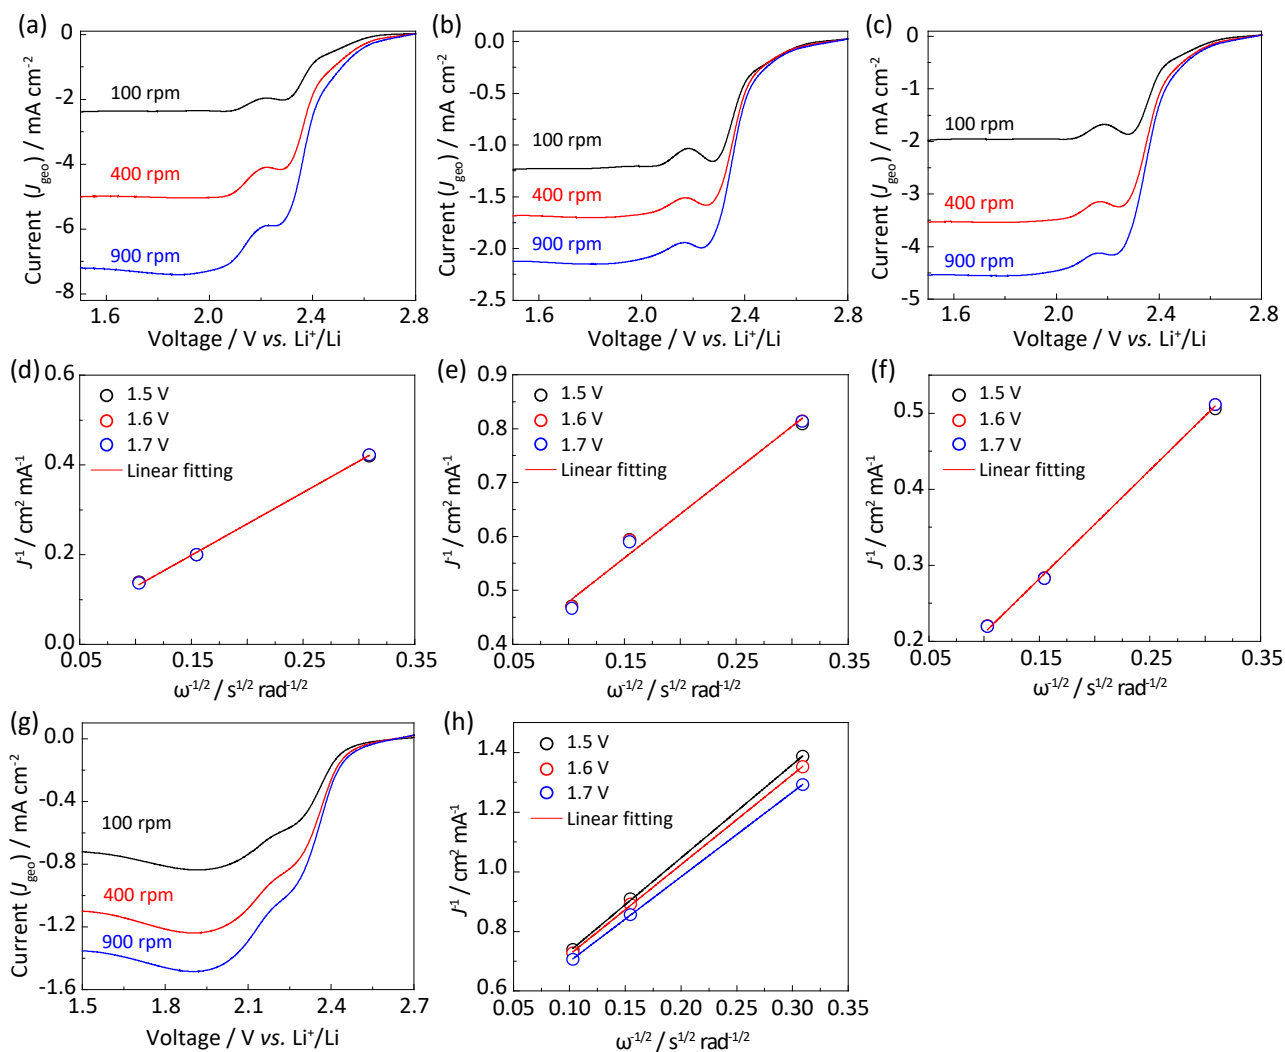 (a)
Current (J_geo) / mA cm⁻²
0
-2
-4
-6
-8
100 rpm
400 rpm
900 rpm
1.6 2.0 2.4 2.8
Voltage / V vs. Li⁺/Li
(b)
Current (J_geo) / mA cm⁻²
0.0
-0.5
-1.0
-1.5
-2.0
-2.5
100 rpm
400 rpm
900 rpm
1.6 2.0 2.4 2.8
Voltage / V vs. Li⁺/Li
(c)
Current (J_geo) / mA cm⁻²
0
-1
-2
-3
-4
-5
100 rpm
400 rpm
900 rpm
1.6 2.0 2.4 2.8
Voltage / V vs. Li⁺/Li
(d)
J⁻¹ / cm² mA⁻¹
0.6
0.4
0.2
0.0
1.5 V
1.6 V
1.7 V
Linear fitting
0.05 0.15 0.25 0.35
ω⁻¹/² / s¹/² rad⁻¹/²
(e)
J⁻¹ / cm² mA⁻¹
0.9
0.8
0.7
0.6
0.5
0.4
1.5 V
1.6 V
1.7 V
Linear fitting
0.05 0.10 0.15 0.20 0.25 0.30 0.35
ω⁻¹/² / s¹/² rad⁻¹/²
(f)
J⁻¹ / cm² mA⁻¹
0.5
0.4
0.3
0.2
1.5 V
1.6 V
1.7 V
Linear fitting
0.05 0.15 0.25 0.35
ω⁻¹/² / s¹/² rad⁻¹/²
(g)
Current (J_geo) / mA cm⁻²
0.0
-0.4
-0.8
-1.2
-1.6
100 rpm
400 rpm
900 rpm
1.5 1.8 2.1 2.4 2.7
Voltage / V vs. Li⁺/Li
(h)
J⁻¹ / cm² mA⁻¹
1.4
1.2
1.0
0.8
0.6
1.5 V
1.6 V
1.7 V
Linear fitting
0.05 0.10 0.15 0.20 0.25 0.30 0.35
ω⁻¹/² / s¹/² rad⁻¹/²